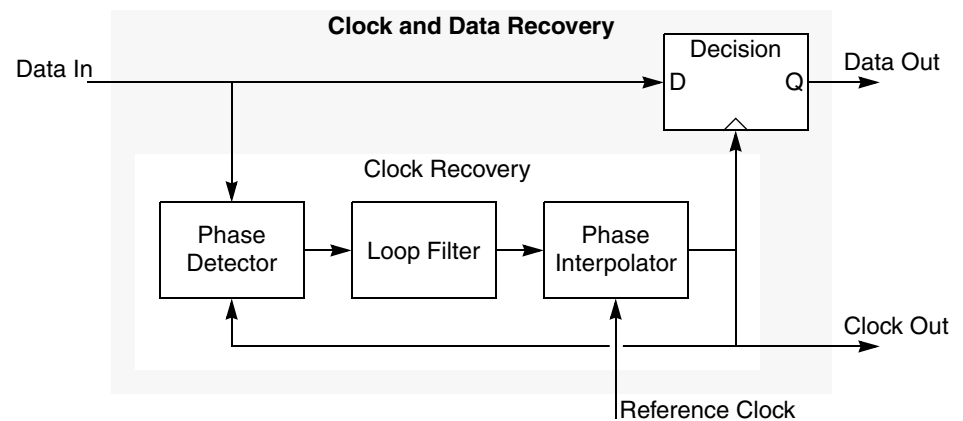 Clock and Data Recovery
Data In
Decision
D
Q
Data Out
Clock Recovery
Phase
Detector
Loop Filter
Phase
Interpolator
Clock Out
Reference Clock